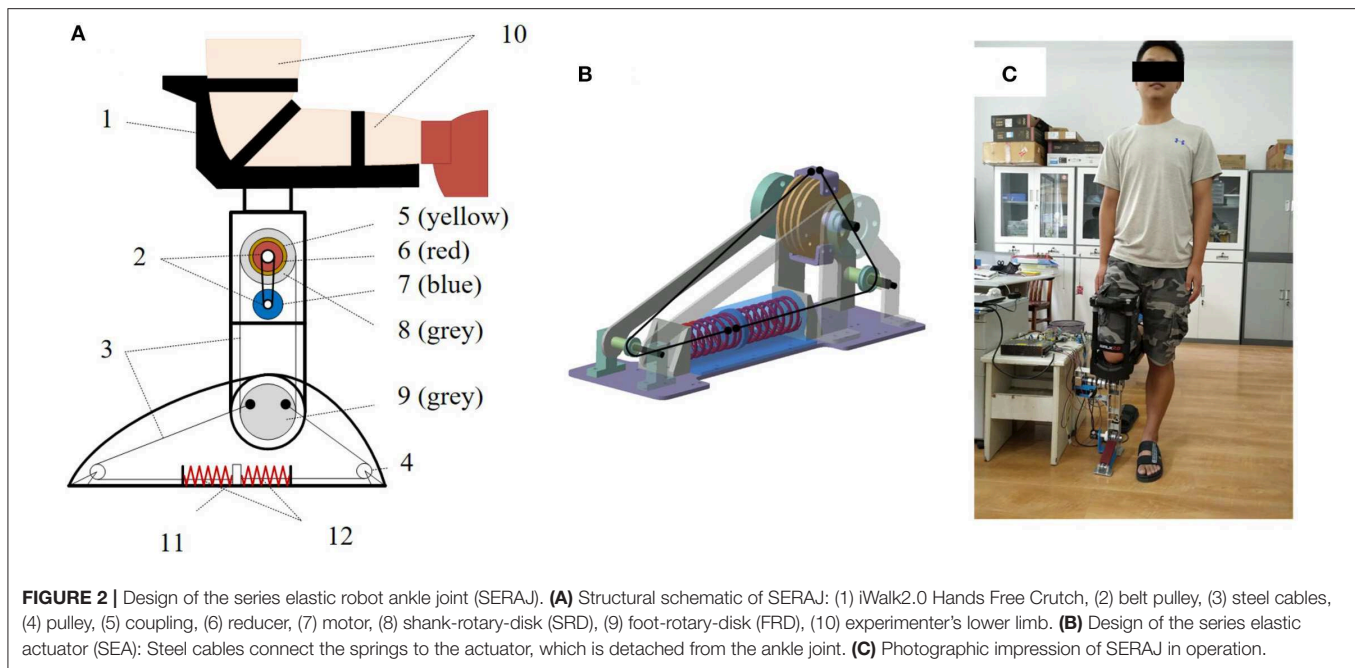 A
10
1
B
C
5 (yellow)
6 (red)
2
7 (blue)
8 (grey)
3
9 (grey)
4
11
12
FIGURE 2 | Design of the series elastic robot ankle joint (SERAJ). (A) Structural schematic of SERAJ: (1) iWalk2.0 Hands Free Crutch, (2) belt pulley, (3) steel cables,
(4) pulley, (5) coupling, (6) reducer, (7) motor, (8) shank-rotary-disk (SRD), (9) foot-rotary-disk (FRD), (10) experimenter's lower limb. (B) Design of the series elastic
actuator (SEA): Steel cables connect the springs to the actuator, which is detached from the ankle joint. (C) Photographic impression of SERAJ in operation.